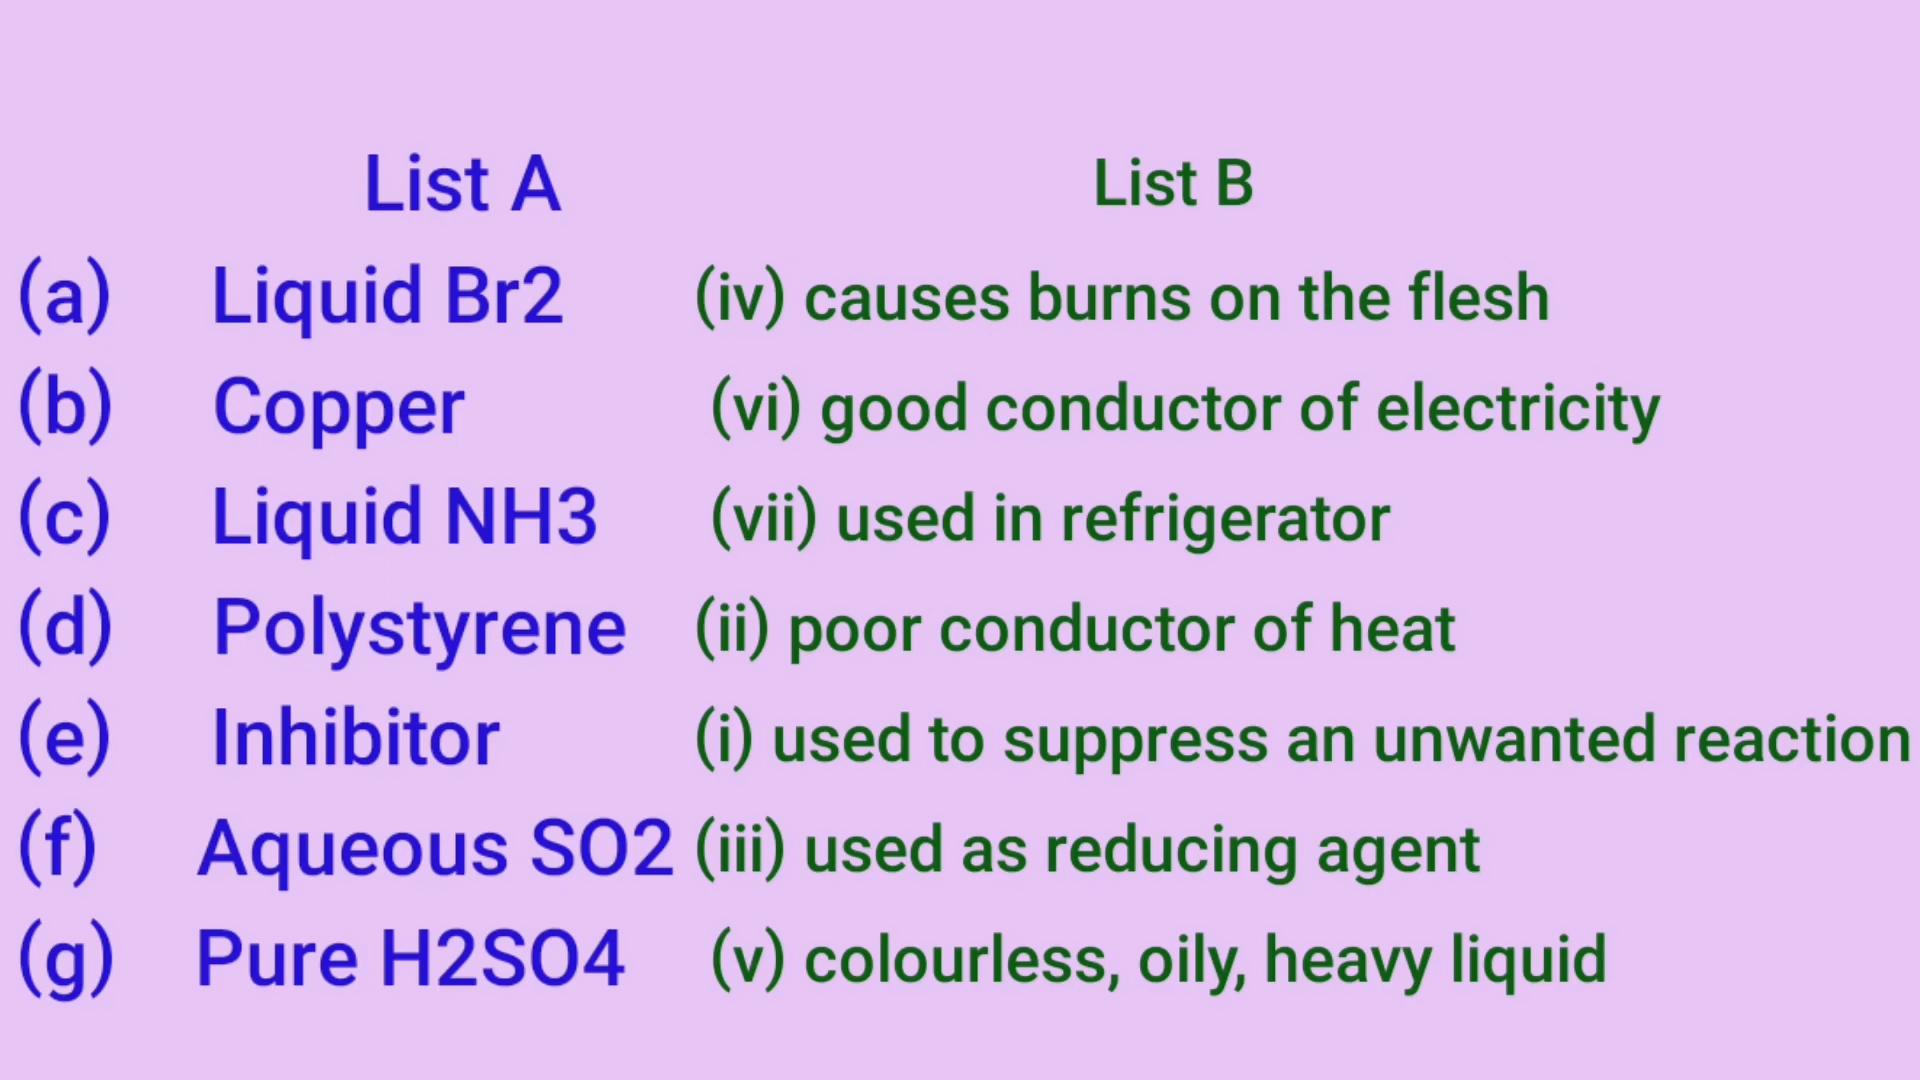 List A List B
(a) Liquid Br2 (iv) causes burns on the flesh
(b) Copper (vi) good conductor of electricity
(c) Liquid NH3 (vii) used in refrigerator
(d) Polystyrene (ii) poor conductor of heat
(e) Inhibitor (i) used to suppress an unwanted reaction
(f) Aqueous SO2 (iii) used as reducing agent
(g) Pure H2SO4 (v) colourless, oily, heavy liquid